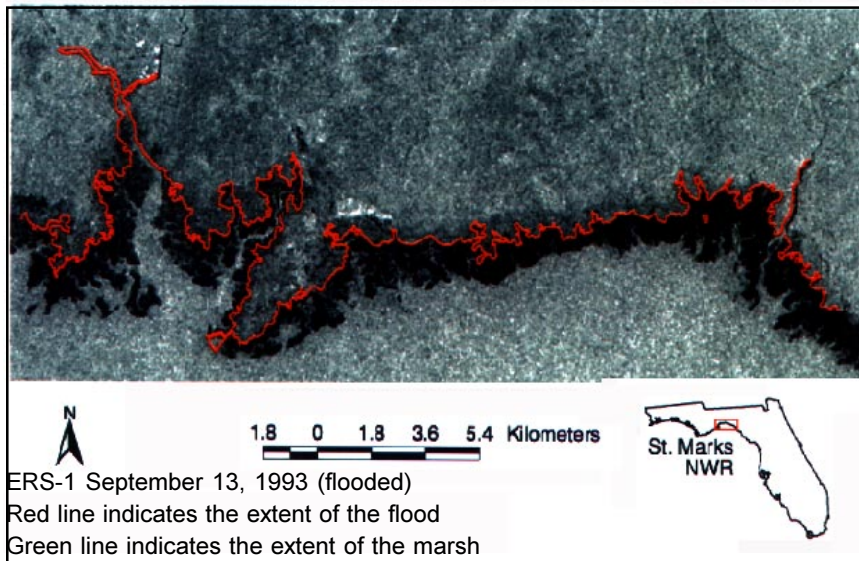 N
1.8 0 1.8 3.6 5.4 Kilometers
St. Marks
NWR
ERS-1 September 13, 1993 (flooded)
Red line indicates the extent of the flood
Green line indicates the extent of the marsh